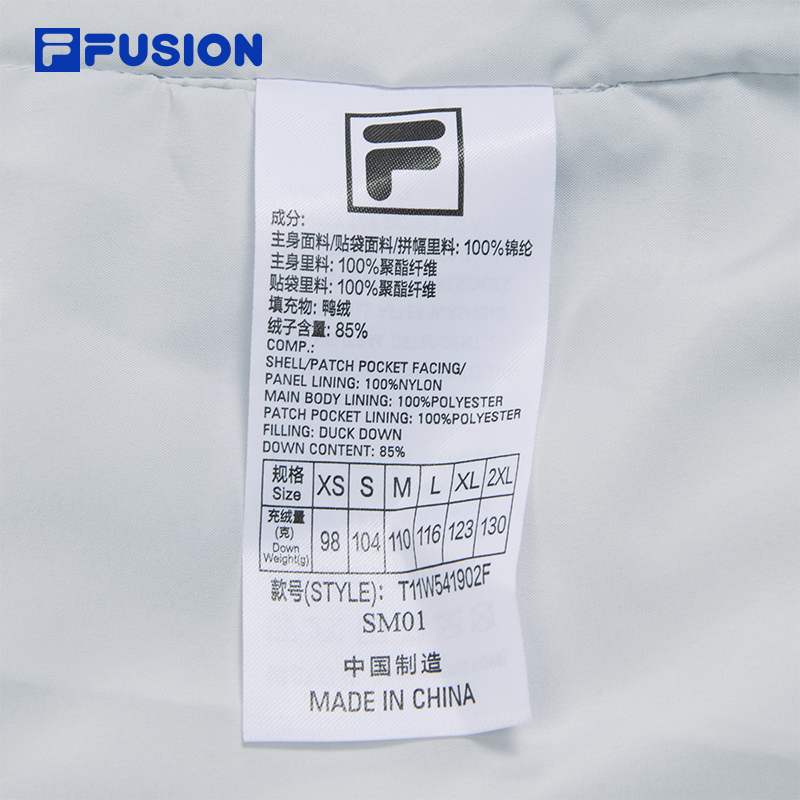 FUSION
成分:
主身面料/贴袋面料/拼幅里料: 100%锦纶
主身里料: 100%聚酯纤维
贴袋里料: 100%聚酯纤维
填充物: 鸭绒
绒子含量: 85%
COMP.:
SHELL/PATCH POCKET FACING/
PANEL LINING: 100%NYLON
MAIN BODY LINING: 100%POLYESTER
PATCH POCKET LINING: 100%POLYESTER
FILLING: DUCK DOWN
DOWN CONTENT: 85%
规格 Size XS S M L XL 2XL
充绒量(克) Down Weight(g) 98 104 110 116 123 130
款号(STYLE): T11W541902F
SM01
中国制造
MADE IN CHINA